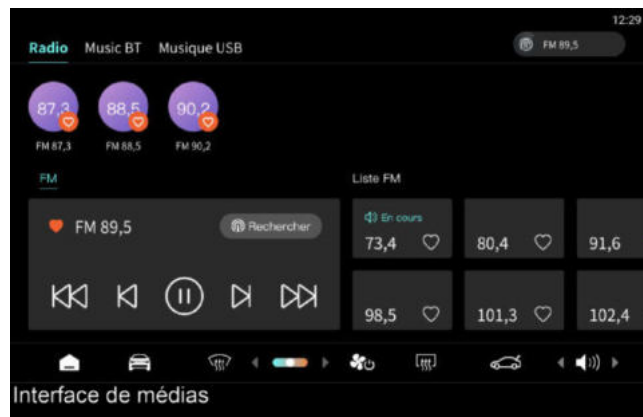 12:29
Radio Music BT Musique USB FM 89,5
87,3 88,5 90,2
FM 87,3 FM 88,5 FM 90,2
FM Liste FM
FM 89,5 Rechercher
En cours
73,4 80,4 91,6
98,5 101,3 102,4
Interface de médias